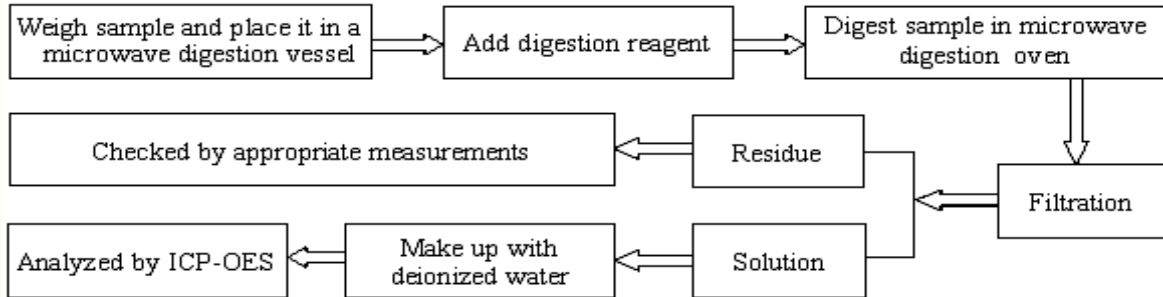 Weigh sample and place it in a
microwave digestion vessel
Add digestion reagent
Digest sample in microwave
digestion oven
Checked by appropriate measurements
Residue
Filtration
Analyzed by ICP-OES
Make up with
deionized water
Solution